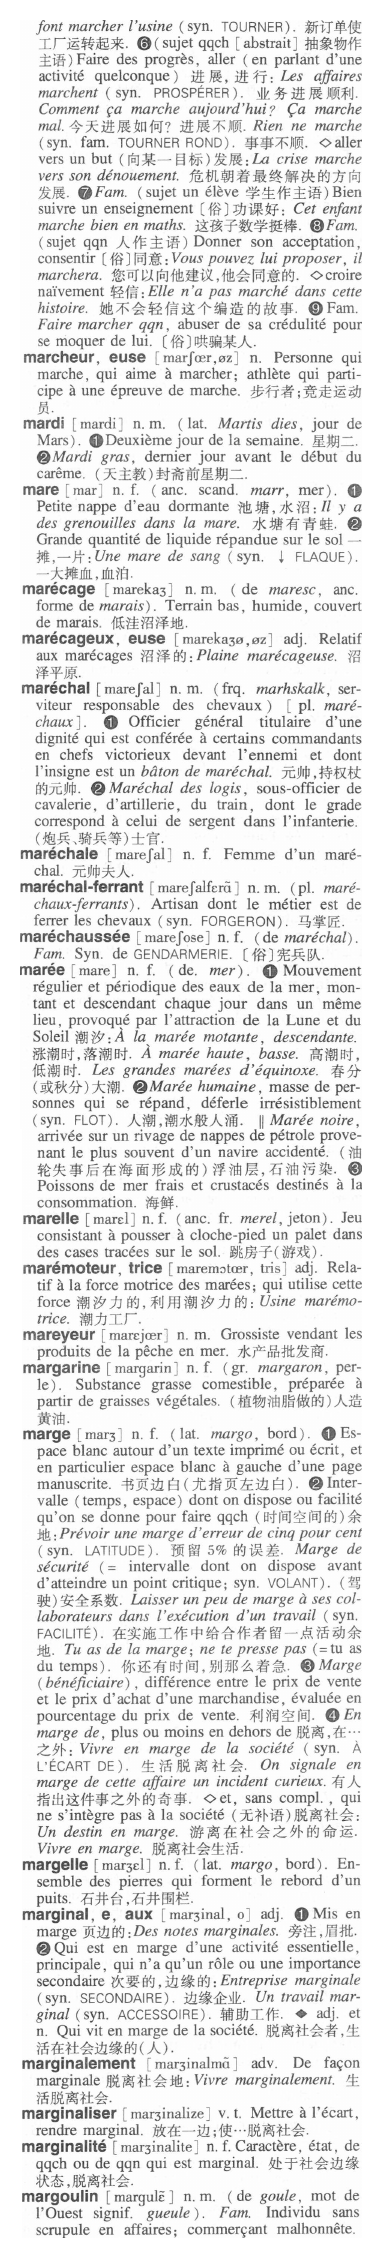 font marcher l'usine (syn. TOURNER). 新订单使
工厂运转起来. ❻(sujet qqch [abstrait] 抽象物作
主语) Faire des progrès, aller (en parlant d'une
activité quelconque) 进展,进行: Les affaires
marchent (syn. PROSPÉRER). 业务进展顺利.
Comment ça marche aujourd'hui? Ça marche
mal. 今天进展如何? 进展不顺. Rien ne marche
(syn. fam. TOURNER ROND). 事事不顺. ◇aller
vers un but (向某一目标)发展: La crise marche
vers son dénouement. 危机朝着最终解决的方向
发展. ❼Fam. (sujet un élève 学生作主语) Bien
suivre un enseignement [俗]功课好: Cet enfant
marche bien en maths. 这孩子数学挺棒. ❽Fam.
(sujet qqn 人作主语) Donner son acceptation,
consentir [俗]同意: Vous pouvez lui proposer, il
marchera. 您可以向他建议,他会同意的. ◇croire
naïvement 轻信: Elle n'a pas marché dans cette
histoire. 她不会轻信这个编造的故事. ❾ Fam.
Faire marcher qqn, abuser de sa crédulité pour
se moquer de lui. [俗]哄骗某人.
marcheur, euse [marʃœr,øz] n. Personne qui
marche, qui aime à marcher; athlète qui parti-
cipe à une épreuve de marche. 步行者;竞走运动
员.
mardi [mardi] n. m. (lat. Martis dies, jour de
Mars). ❶Deuxième jour de la semaine. 星期二.
❷Mardi gras, dernier jour avant le début du
carême. (天主教)封斋前星期二.
mare [mar] n. f. (anc. scand. marr, mer). ❶
Petite nappe d'eau dormante 池塘,水沼: Il y a
des grenouilles dans la mare. 水塘有青蛙. ❷
Grande quantité de liquide répandue sur le sol 一
摊,一片: Une mare de sang (syn. ↓ FLAQUE).
一大摊血,血泊.
marécage [marekaʒ] n. m. (de maresc, anc.
forme de marais). Terrain bas, humide, couvert
de marais. 低洼沼泽地.
marécageux, euse [marekaʒø,øz] adj. Relatif
aux marécages 沼泽的: Plaine marécageuse. 沼
泽平原.
maréchal [mareʃal] n. m. (frq. marhskalk, ser-
viteur responsable des chevaux) [pl. maré-
chaux]. ❶ Officier général titulaire d'une
dignité qui est conférée à certains commandants
en chefs victorieux devant l'ennemi et dont
l'insigne est un bâton de maréchal. 元帅,持权杖
的元帅. ❷Maréchal des logis, sous-officier de
cavalerie, d'artillerie, du train, dont le grade
correspond à celui de sergent dans l'infanterie.
(炮兵、骑兵等)士官.
maréchale [mareʃal] n. f. Femme d'un maré-
chal. 元帅夫人.
maréchal-ferrant [mareʃalfɛrɑ̃] n. m. (pl. maré-
chaux-ferrants). Artisan dont le métier est de
ferrer les chevaux (syn. FORGERON). 马掌匠.
maréchaussée [mareʃose] n. f. (de maréchal).
Fam. Syn. de GENDARMERIE. [俗]宪兵队.
marée [mare] n. f. (de. mer). ❶ Mouvement
régulier et périodique des eaux de la mer, mon-
tant et descendant chaque jour dans un même
lieu, provoqué par l'attraction de la Lune et du
Soleil 潮汐: À la marée motante, descendante.
涨潮时,落潮时. À marée haute, basse. 高潮时,
低潮时. Les grandes marées d'équinoxe. 春分
(或秋分)大潮. ❷Marée humaine, masse de per-
sonnes qui se répand, déferle irrésistiblement
(syn. FLOT). 人潮,潮水般人涌. ‖ Marée noire,
arrivée sur un rivage de nappes de pétrole prove-
nant le plus souvent d'un navire accidenté. (油
轮失事后在海面形成的)浮油层,石油污染. ❸
Poissons de mer frais et crustacés destinés à la
consommation. 海鲜.
marelle [marɛl] n. f. (anc. fr. merel, jeton). Jeu
consistant à pousser à cloche-pied un palet dans
des cases tracées sur le sol. 跳房子(游戏).
marémoteur, trice [maremɔtœr, tris] adj. Rela-
tif à la force motrice des marées; qui utilise cette
force 潮汐力的,利用潮汐力的: Usine marémo-
trice. 潮力工厂.
mareyeur [marɛjœr] n. m. Grossiste vendant les
produits de la pêche en mer. 水产品批发商.
margarine [margarin] n. f. (gr. margaron, per-
le). Substance grasse comestible, préparée à
partir de graisses végétales. (植物油脂做的)人造
黄油.
marge [marʒ] n. f. (lat. margo, bord). ❶Es-
pace blanc autour d'un texte imprimé ou écrit, et
en particulier espace blanc à gauche d'une page
manuscrite. 书页边白(尤指页左边白). ❷Inter-
valle (temps, espace) dont on dispose ou facilité
qu'on se donne pour faire qqch (时间空间的)余
地: Prévoir une marge d'erreur de cinq pour cent
(syn. LATITUDE). 预留 5% 的误差. Marge de
sécurité (= intervalle dont on dispose avant
d'atteindre un point critique; syn. VOLANT). (驾
驶)安全系数. Laisser un peu de marge à ses col-
laborateurs dans l'exécution d'un travail (syn.
FACILITÉ). 在实施工作中给合作者留一点活动余
地. Tu as de la marge; ne te presse pas (= tu as
du temps). 你还有时间,别那么着急. ❸Marge
(bénéficiaire), différence entre le prix de vente
et le prix d'achat d'une marchandise, évaluée en
pourcentage du prix de vente. 利润空间. ❹En
marge de, plus ou moins en dehors de 脱离,在…
之外: Vivre en marge de la société (syn. À
L'ÉCART DE). 生活脱离社会. On signale en
marge de cette affaire un incident curieux. 有人
指出这件事之外的奇事. ◇et, sans compl. , qui
ne s'intègre pas à la société (无补语)脱离社会:
Un destin en marge. 游离在社会之外的命运.
Vivre en marge. 脱离社会生活.
margelle [marʒɛl] n. f. (lat. margo, bord). En-
semble des pierres qui forment le rebord d'un
puits. 石井台,石井围栏.
marginal, e, aux [marʒinal, o] adj. ❶Mis en
marge 页边的: Des notes marginales. 旁注,眉批.
❷Qui est en marge d'une activité essentielle,
principale, qui n'a qu'un rôle ou une importance
secondaire 次要的,边缘的: Entreprise marginale
(syn. SECONDAIRE). 边缘企业. Un travail mar-
ginal (syn. ACCESSOIRE). 辅助工作. ◆ adj. et
n. Qui vit en marge de la société. 脱离社会者,生
活在社会边缘的(人).
marginalement [marʒinalmɑ̃] adv. De façon
marginale 脱离社会地: Vivre marginalement. 生
活脱离社会.
marginaliser [marʒinalize] v. t. Mettre à l'écart,
rendre marginal. 放在一边;使…脱离社会.
marginalité [marʒinalite] n. f. Caractère, état, de
qqch ou de qqn qui est marginal. 处于社会边缘
状态,脱离社会.
margoulin [margulɛ̃] n. m. (de goule, mot de
l'Ouest signif. gueule). Fam. Individu sans
scrupule en affaires; commerçant malhonnête.